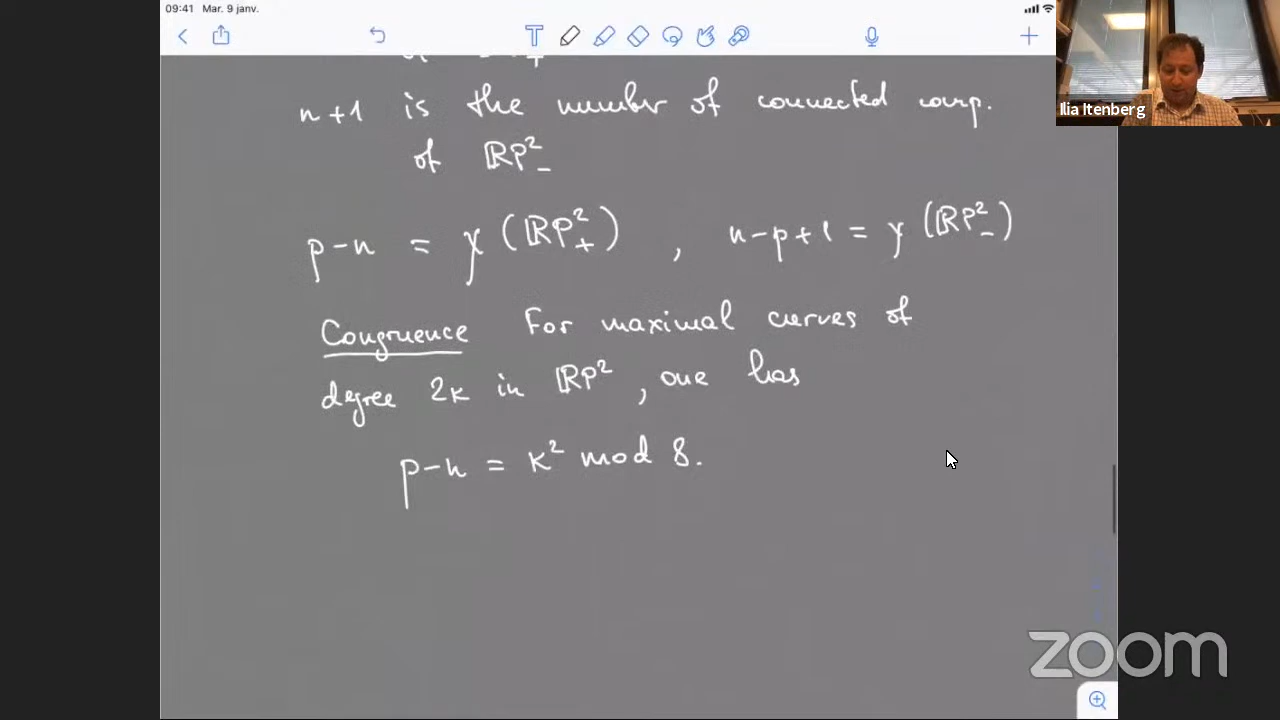 09:41 Mar. 9 janv.
Ilia Itenberg
n+1 is the number of connected comp.
of ℝP²₋
p-n = χ(ℝP²₊), n-p+1 = χ(ℝP²₋)
Congruence For maximal curves of
degree 2k in ℝP², one has
p-n = k² mod 8.
zoom